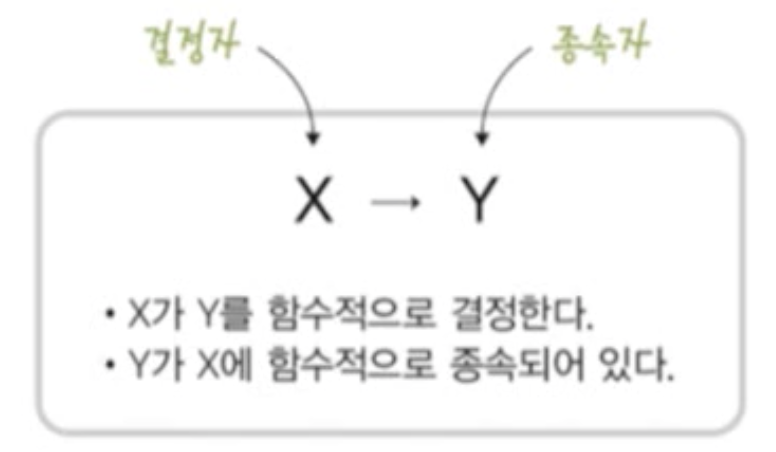 결정자 종속자
X → Y
• X가 Y를 함수적으로 결정한다.
• Y가 X에 함수적으로 종속되어 있다.